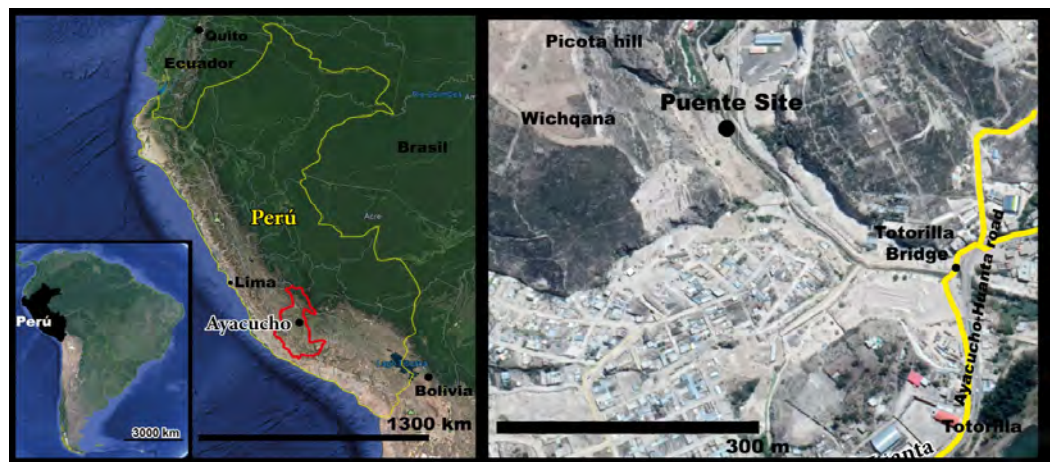 Quito
Ecuador
Brasil
Perú
Acre
Lima
Ayacucho
Bolivia
1300 km
Perú
3000 km
Picota hill
Puente Site
Wichqana
Totorilla
Bridge
Ayacucho-Huanta road
300 m
Totorilla